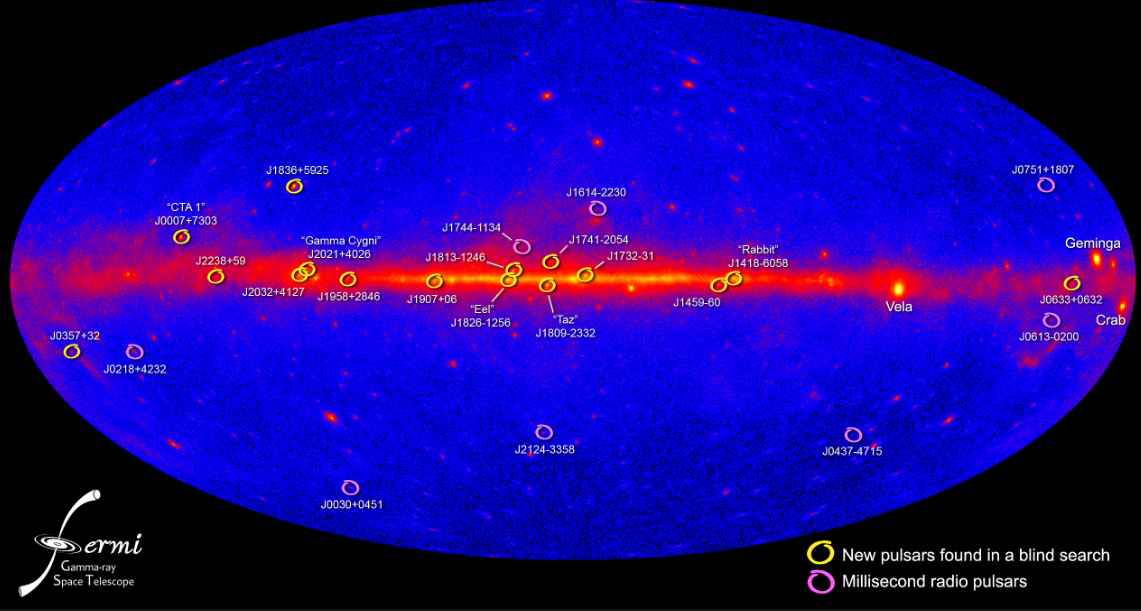 J1836+5925
J0751+1807
J1614-2230
"CTA 1"
J0007+7303
J1744-1134
"Gamma Cygni"
J2021+4026
J1741-2054
J1813-1246
J1732-31
"Rabbit"
J1418-6058
Geminga
J2238+59
J2032+4127
J1958+2846
J1907+06
"Eel"
J1826-1256
"Taz"
J1809-2332
J1459-60
Vela
J0633+0632
Crab
J0613-0200
J0357+32
J0218+4232
J2124-3358
J0437-4715
J0030+0451
Fermi
Gamma-ray
Space Telescope
New pulsars found in a blind search
Millisecond radio pulsars